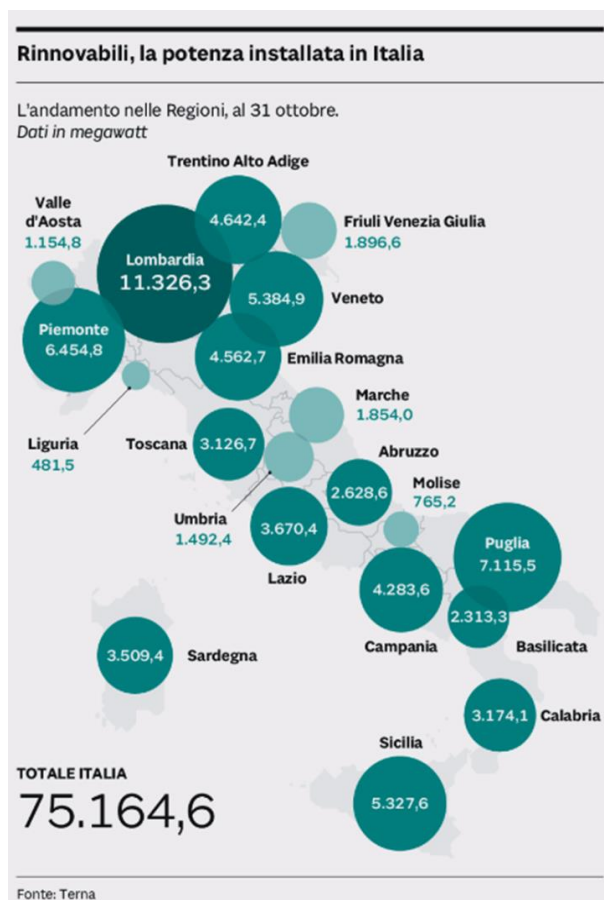 Rinnovabili, la potenza installata in Italia
L'andamento nelle Regioni, al 31 ottobre.
Dati in megawatt
Trentino Alto Adige
4.642,4
Valle
d'Aosta
1.154,8
Friuli Venezia Giulia
1.896,6
Lombardia
11.326,3
5.384,9
Veneto
Piemonte
6.454,8
4.562,7
Emilia Romagna
Marche
1.854,0
Liguria
481,5
Toscana
3.126,7
Abruzzo
2.628,6
Molise
765,2
Umbria
1.492,4
3.670,4
Lazio
Puglia
7.115,5
4.283,6
Campania
2.313,3
Basilicata
3.509,4
Sardegna
3.174,1
Calabria
Sicilia
5.327,6
TOTALE ITALIA
75.164,6
Fonte: Terna